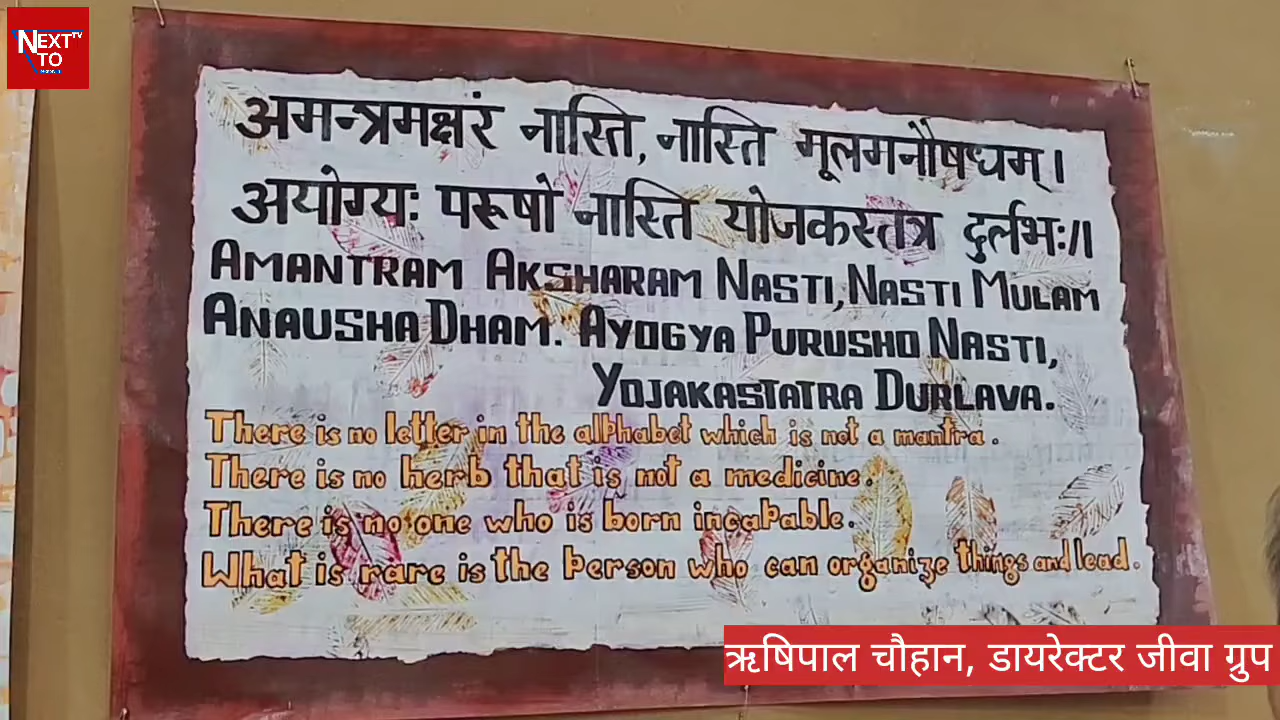 NEXT TV
TO
अमन्त्रमक्षरं नास्ति, नास्ति मूलमनौषधम्।
अयोग्यः परूषो नास्ति योजकस्तत्र दुर्लभः॥
AMANTRAM AKSHARAM NASTI, NASTI MULAM
ANAUSHA DHAM. AYOGYA PURUSHO NASTI,
YOJAKASTATRA DURLAVA.
There is no letter in the alphabet which is not a mantra.
There is no herb that is not a medicine.
There is no one who is born incapable.
What is rare is the person who can organize things and lead.
ऋषिपाल चौहान, डायरेक्टर जीवा ग्रुप